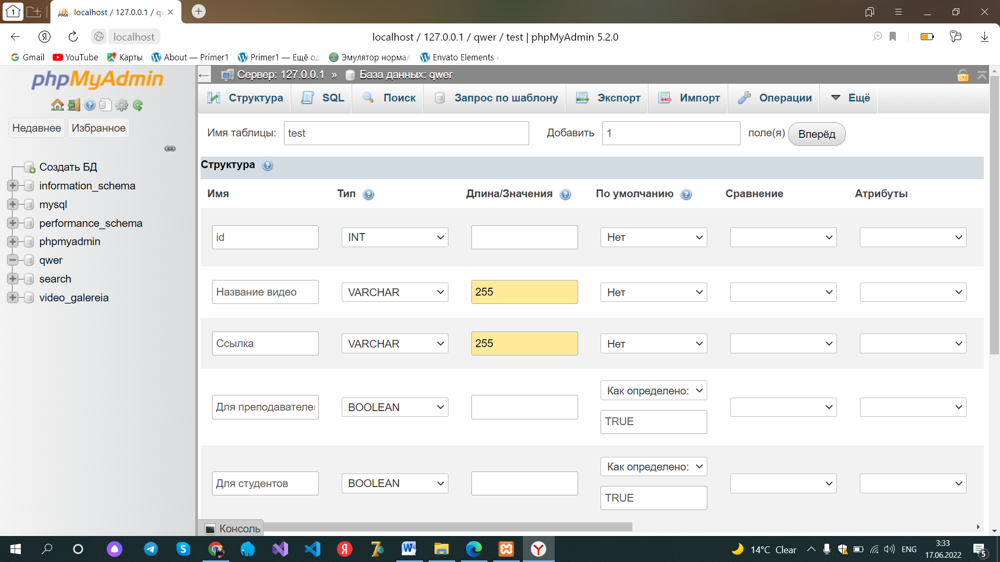 1
localhost / 127.0.0.1 / qw
localhost
localhost / 127.0.0.1 / qwer / test | phpMyAdmin 5.2.0
Gmail YouTube Карты About — Primer1 Primer1 — Ещё од Эмулятор нормал Envato Elements ‹
phpMyAdmin
Недавнее Избранное
Создать БД
information_schema
mysql
performance_schema
phpmyadmin
qwer
search
video_galereia
Сервер: 127.0.0.1 » База данных: qwer
Структура SQL Поиск Запрос по шаблону Экспорт Импорт Операции Ещё
Имя таблицы: test Добавить 1 поле(я) Вперёд
Структура
Имя Тип Длина/Значения По умолчанию Сравнение Атрибуты
id INT Нет
Название видео VARCHAR 255 Нет
Ссылка VARCHAR 255 Нет
Для преподавателе BOOLEAN Как определено:
TRUE
Для студентов BOOLEAN Как определено:
TRUE
Консоль
14°C Clear ENG 3:33
17.06.2022 5